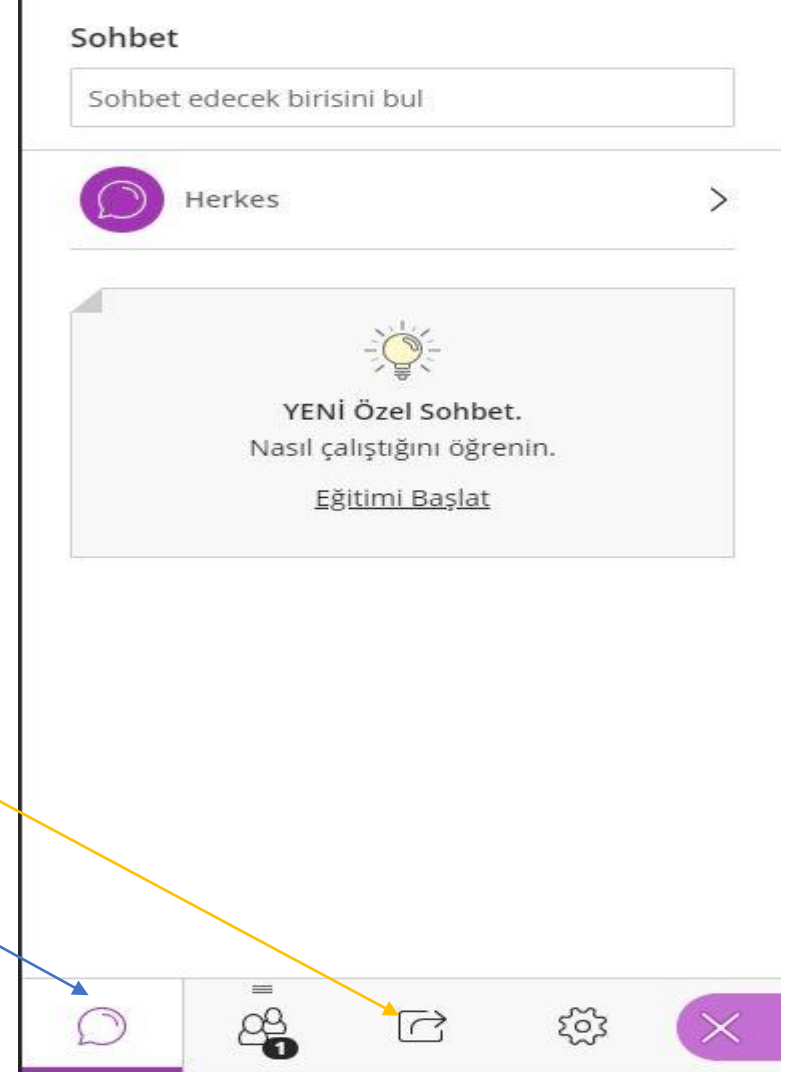 Sohbet
Sohbet edecek birisini bul
Herkes
YENİ Özel Sohbet.
Nasıl çalıştığını öğrenin.
Eğitimi Başlat
1